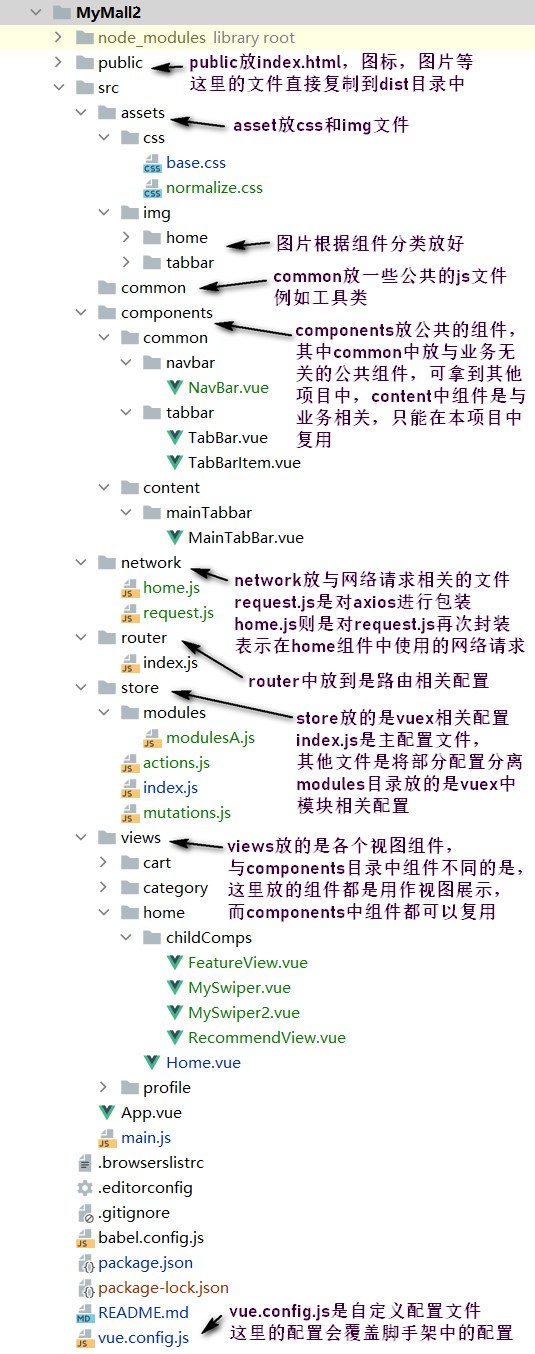 MyMall2
node_modules library root
public
public放index.html，图标，图片等
这里的文件直接复制到dist目录中
src
assets
asset放css和img文件
css
base.css
normalize.css
img
home
图片根据组件分类放好
tabbar
common
common放一些公共的js文件
例如工具类
components
components放公共的组件，
其中common中放与业务无
关的公共组件，可拿到其他
项目中，content中组件是与
业务相关，只能在本项目中
复用
common
navbar
NavBar.vue
tabbar
TabBar.vue
TabBarItem.vue
content
mainTabbar
MainTabBar.vue
network
network放与网络请求相关的文件
request.js是对axios进行包装
home.js则是对request.js再次封装
表示在home组件中使用的网络请求
home.js
request.js
router
router中放到是路由相关配置
index.js
store
store放的是vuex相关配置
index.js是主配置文件，
其他文件是将部分配置分离
modules目录放的是vuex中
模块相关配置
modules
modulesA.js
actions.js
index.js
mutations.js
views
views放的是各个视图组件，
与components目录中组件不同的是，
这里放的组件都是用作视图展示，
而components中组件都可以复用
cart
category
home
childComps
FeatureView.vue
MySwiper.vue
MySwiper2.vue
RecommendView.vue
Home.vue
profile
App.vue
main.js
.browserslistrc
.editorconfig
.gitignore
babel.config.js
package.json
package-lock.json
README.md
vue.config.js
vue.config.js是自定义配置文件
这里的配置会覆盖脚手架中的配置